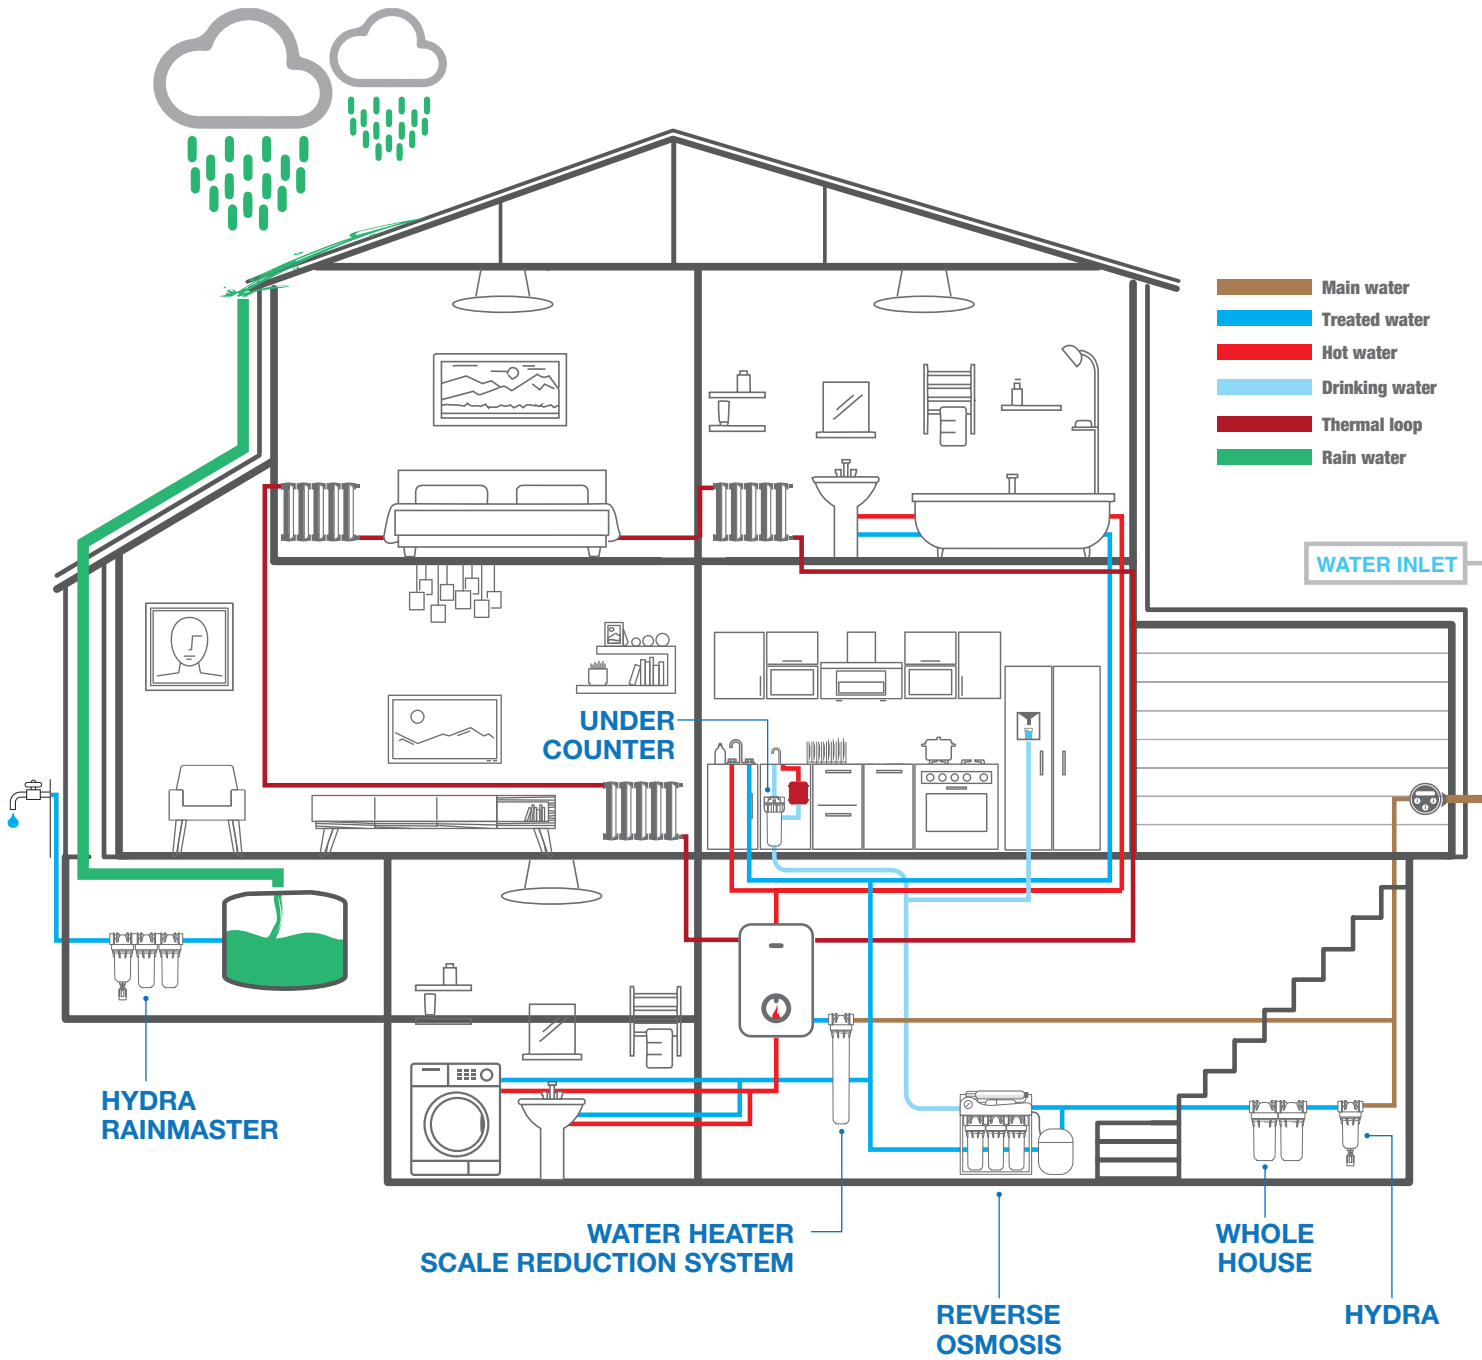 Main water
Treated water
Hot water
Drinking water
Thermal loop
Rain water
WATER INLET
UNDER
COUNTER
HYDRA
RAINMASTER
WATER HEATER
SCALE REDUCTION SYSTEM
REVERSE
OSMOSIS
WHOLE
HOUSE
HYDRA